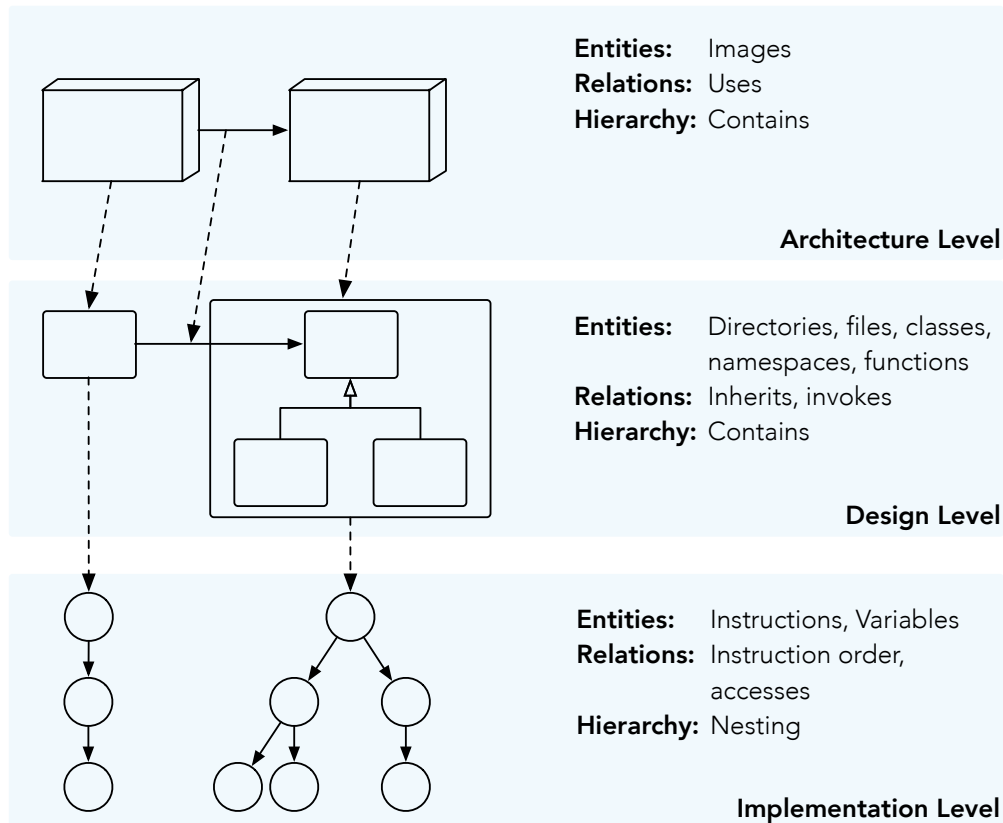 Entities: Images
Relations: Uses
Hierarchy: Contains
Architecture Level
Entities: Directories, files, classes,
namespaces, functions
Relations: Inherits, invokes
Hierarchy: Contains
Design Level
Entities: Instructions, Variables
Relations: Instruction order,
accesses
Hierarchy: Nesting
Implementation Level